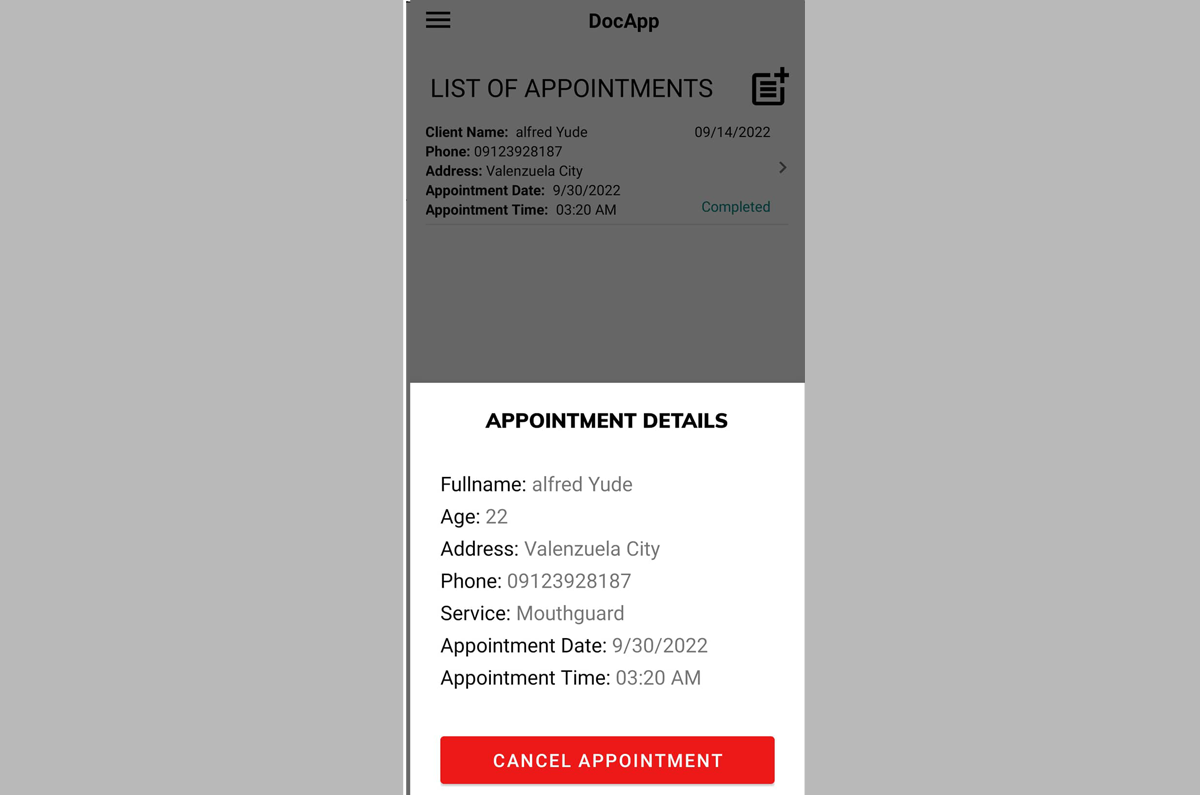 DocApp
LIST OF APPOINTMENTS
Client Name: alfred Yude 09/14/2022
Phone: 09123928187
Address: Valenzuela City
Appointment Date: 9/30/2022
Appointment Time: 03:20 AM Completed
APPOINTMENT DETAILS
Fullname: alfred Yude
Age: 22
Address: Valenzuela City
Phone: 09123928187
Service: Mouthguard
Appointment Date: 9/30/2022
Appointment Time: 03:20 AM
CANCEL APPOINTMENT